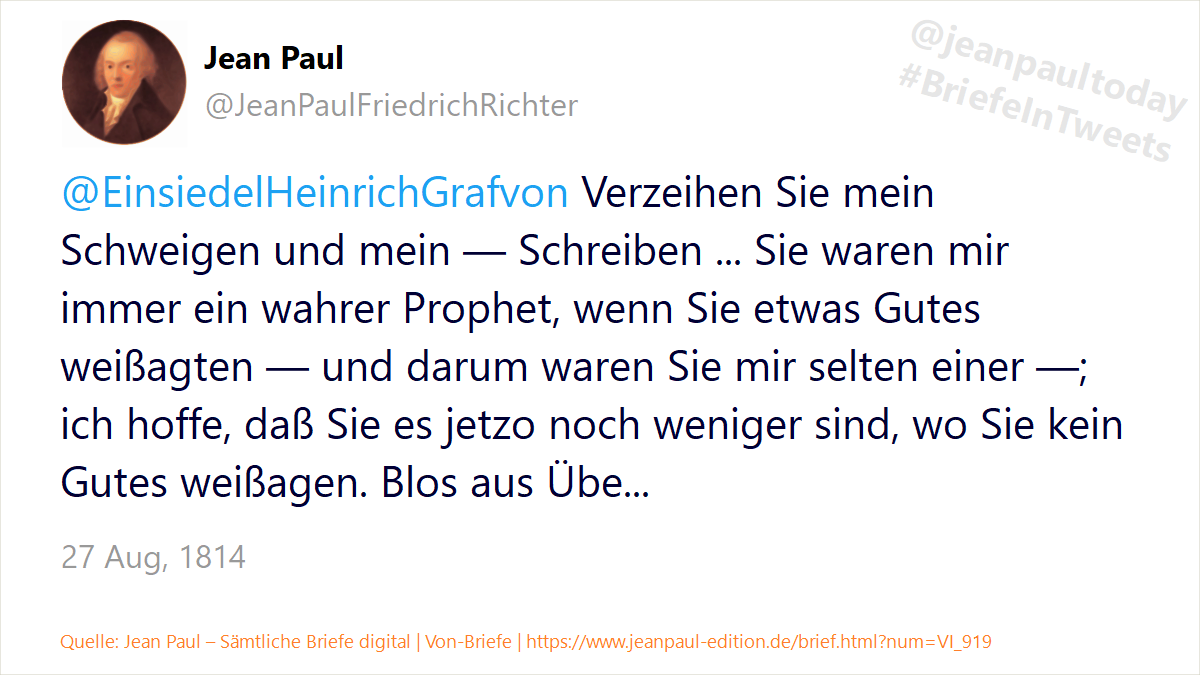 Jean Paul
@JeanPaulFriedrichRichter
@jeanpaultoday
#BriefeInTweets
@EinsiedelHeinrichGrafvon Verzeihen Sie mein
Schweigen und mein — Schreiben ... Sie waren mir
immer ein wahrer Prophet, wenn Sie etwas Gutes
weißagten — und darum waren Sie mir selten einer —;
ich hoffe, daß Sie es jetzo noch weniger sind, wo Sie kein
Gutes weißagen. Blos aus Übe...
27 Aug, 1814
Quelle: Jean Paul – Sämtliche Briefe digital | Von-Briefe | https://www.jeanpaul-edition.de/brief.html?num=VI_919